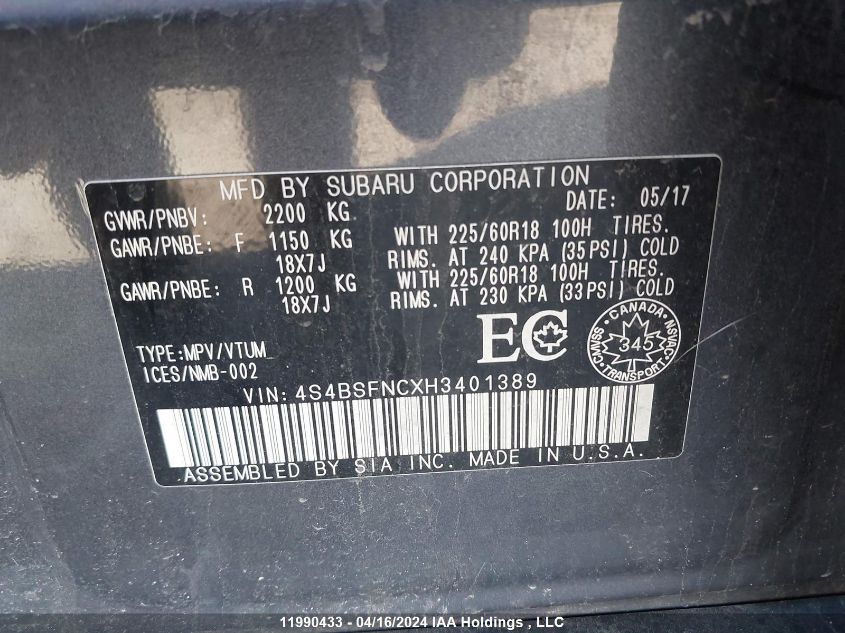 MFD BY SUBARU CORPORATION
DATE: 05/17
GVWR/PNBV: 2200 KG
GAWR/PNBE: F 1150 KG WITH 225/60R18 100H TIRES.
18X7J RIMS. AT 240 KPA (35PSI) COLD
GAWR/PNBE: R 1200 KG WITH 225/60R18 100H TIRES.
18X7J RIMS. AT 230 KPA (33PSI) COLD
EC
CANADA
CMVSS NSVAC
345
TRANSPORT
TYPE:MPV/VTUM
ICES/NMB-002
VIN: 4S4BSFNCXH3401389
ASSEMBLED BY SIA INC. MADE IN U.S.A.
11990433 - 04/16/2024 IAA Holdings , LLC